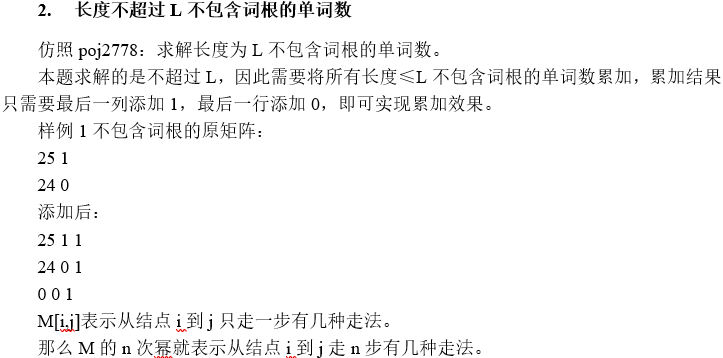 2. 长度不超过 L 不包含词根的单词数
仿照 poj2778：求解长度为 L 不包含词根的单词数。
本题求解的是不超过 L，因此需要将所有长度≤L 不包含词根的单词数累加，累加结果
只需要最后一列添加 1，最后一行添加 0，即可实现累加效果。
样例 1 不包含词根的原矩阵：
25 1
24 0
添加后：
25 1 1
24 0 1
0 0 1
M[i,j]表示从结点 i 到 j 只走一步有几种走法。
那么 M 的 n 次幂就表示从结点 i 到 j 走 n 步有几种走法。